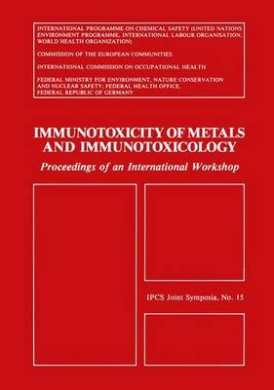 INTERNATIONAL PROGRAMME ON CHEMICAL SAFETY (UNITED NATIONS
ENVIRONMENT PROGRAMME, INTERNATIONAL LABOUR ORGANISATION,
WORLD HEALTH ORGANIZATION)
COMMISSION OF THE EUROPEAN COMMUNITIES
INTERNATIONAL COMMISSION ON OCCUPATIONAL HEALTH
FEDERAL MINISTRY FOR ENVIRONMENT, NATURE CONSERVATION
AND NUCLEAR SAFETY; FEDERAL HEALTH OFFICE,
FEDERAL REPUBLIC OF GERMANY
IMMUNOTOXICITY OF METALS
AND IMMUNOTOXICOLOGY
Proceedings of an International Workshop
IPCS Joint Symposia, No. 15